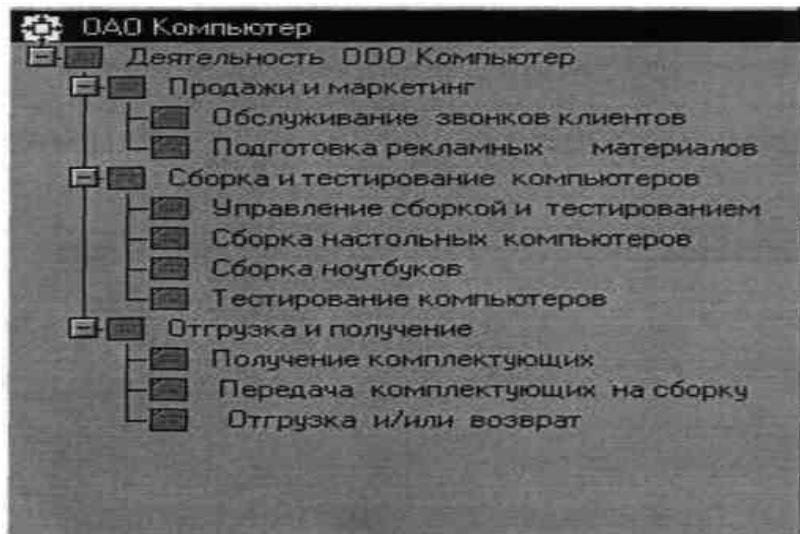 ОАО Компьютер
Деятельность ООО Компьютер
Продажи и маркетинг
Обслуживание звонков клиентов
Подготовка рекламных материалов
Сборка и тестирование компьютеров
Управление сборкой и тестированием
Сборка настольных компьютеров
Сборка ноутбуков
Тестирование компьютеров
Отгрузка и получение
Получение комплектующих
Передача комплектующих на сборку
Отгрузка и/или возврат